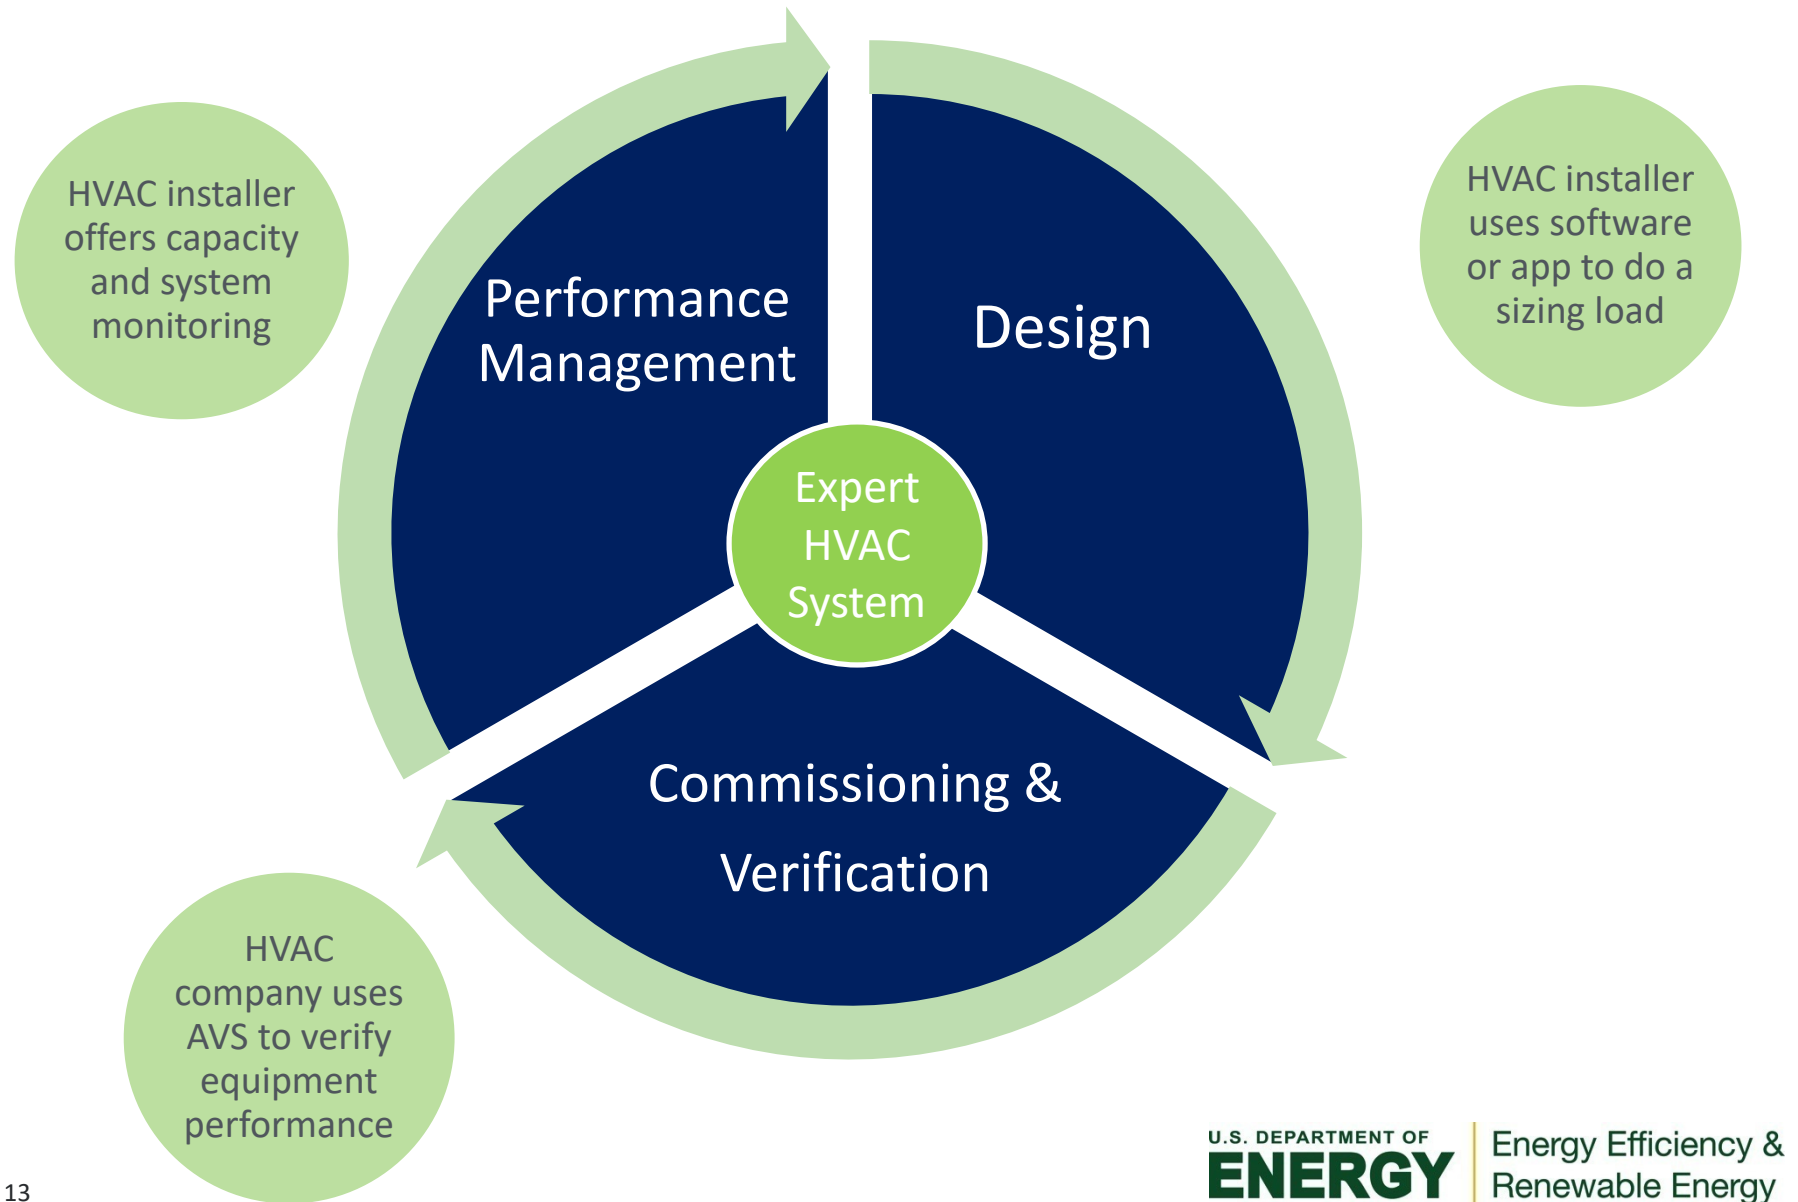 HVAC installer
offers capacity
and system
monitoring
Performance
Management
Design
HVAC installer
uses software
or app to do a
sizing load
Expert
HVAC
System
Commissioning &
Verification
HVAC
company uses
AVS to verify
equipment
performance
13
U.S. DEPARTMENT OF
ENERGY
Energy Efficiency &
Renewable Energy